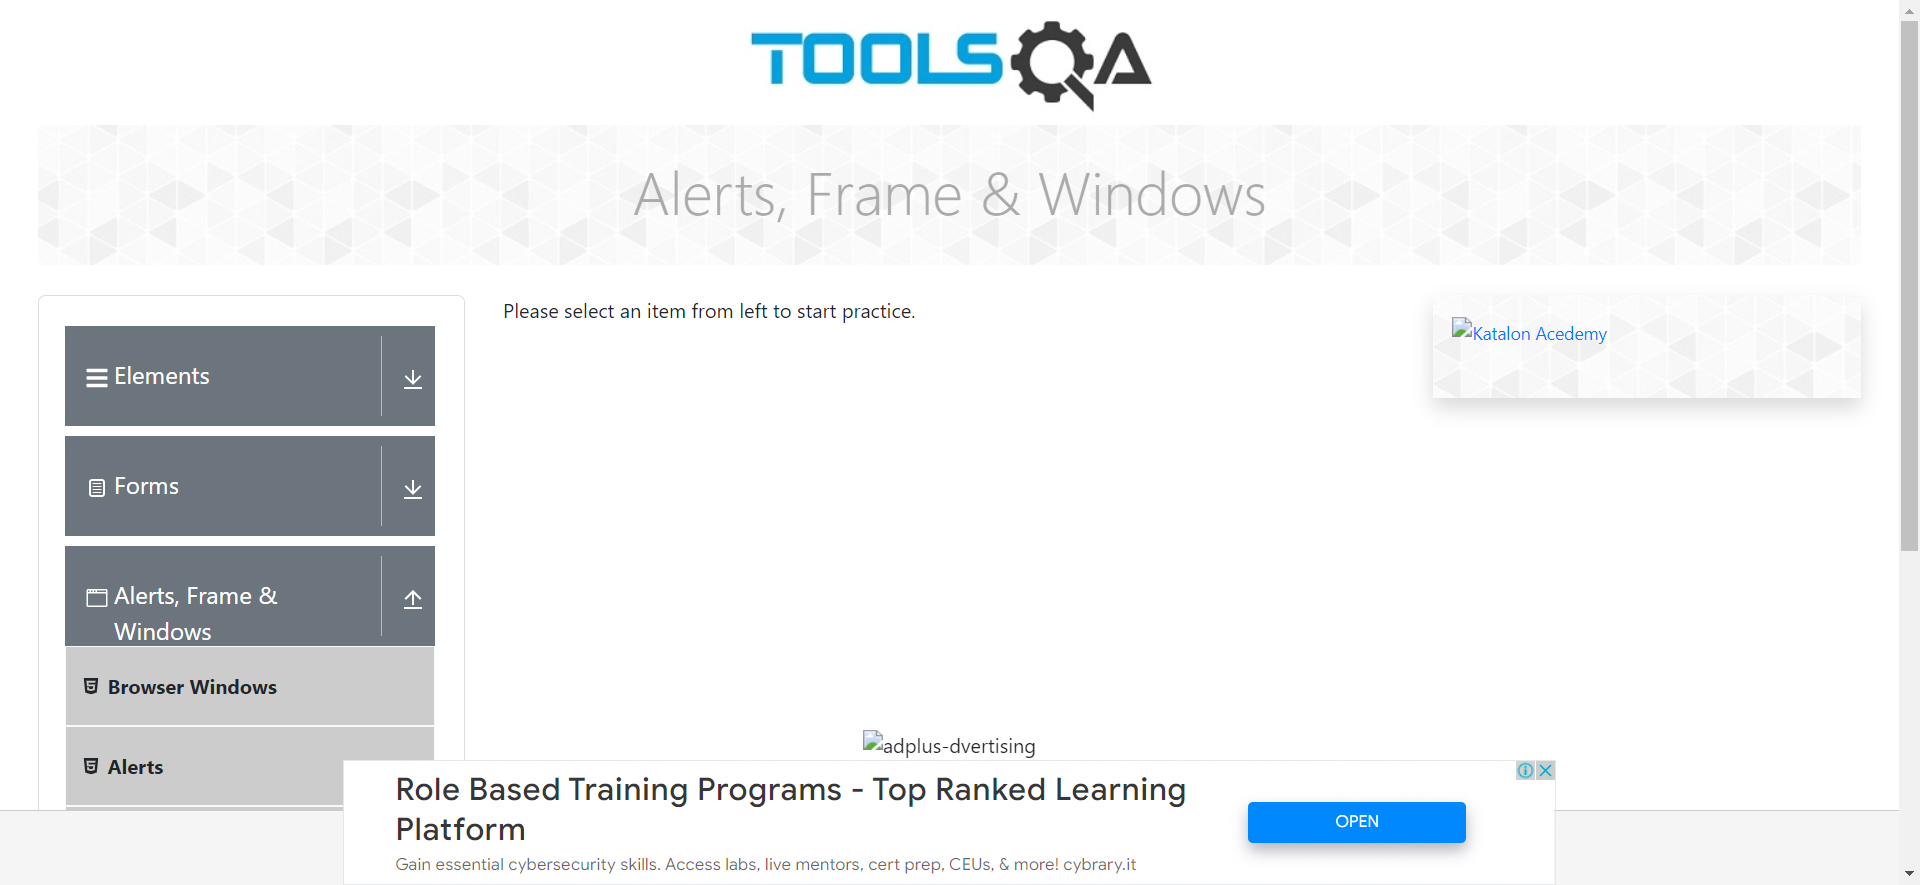 TOOLSQA
Alerts, Frame & Windows
Elements
Forms
Alerts, Frame &
Windows
Browser Windows
Alerts
Please select an item from left to start practice.
Katalon Acedemy
adplus-dvertising
Role Based Training Programs - Top Ranked Learning
Platform
Gain essential cybersecurity skills. Access labs, live mentors, cert prep, CEUs, & more! cybrary.it
OPEN